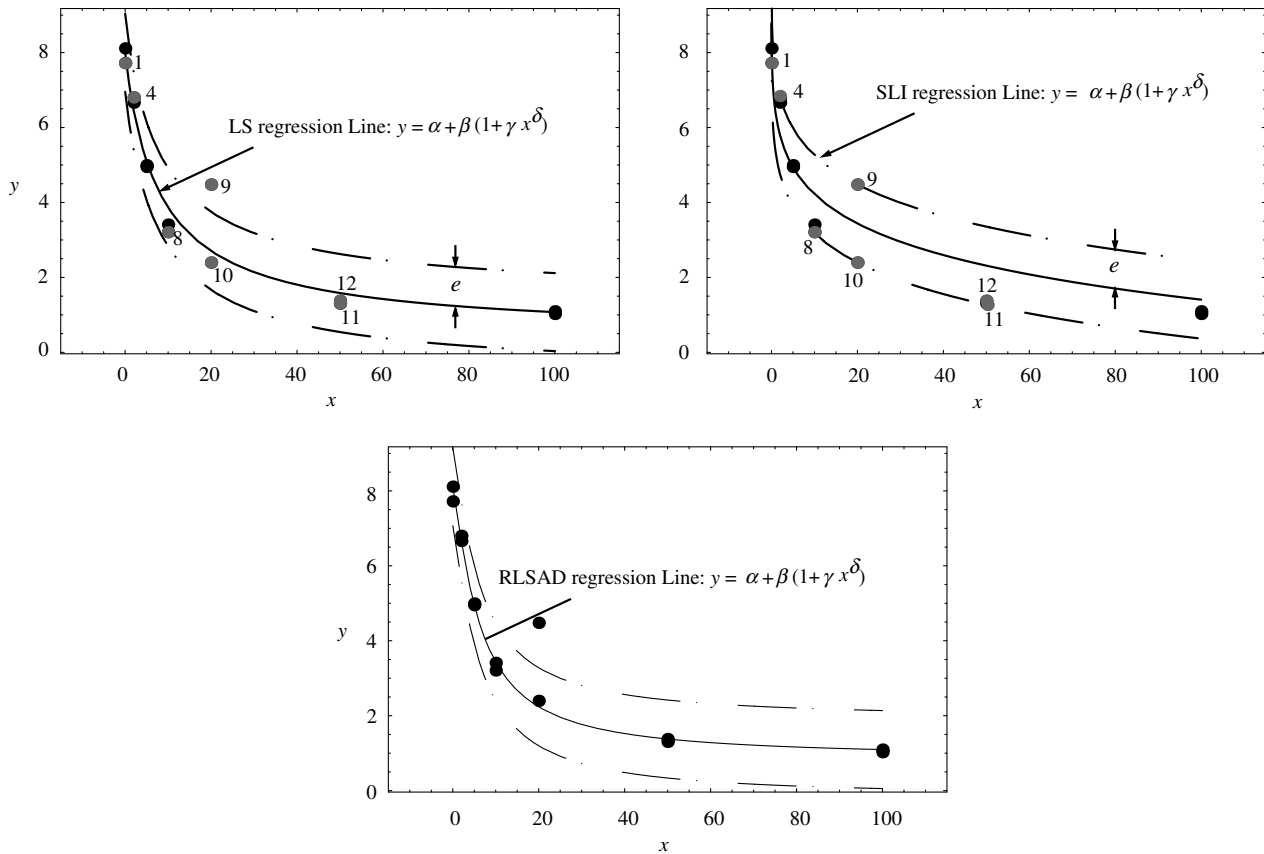 8
6
4
2
0
y
1
4
LS regression Line: y = α + β (1+ γ x^δ)
9
8
10
12
11
e
0 20 40 60 80 100
x
8
6
4
2
0
1
4
SLI regression Line: y = α + β (1+ γ x^δ)
9
8
10
12
11
e
0 20 40 60 80 100
x
8
6
4
2
0
y
RLSAD regression Line: y = α + β (1+ γ x^δ)
0 20 40 60 80 100
x